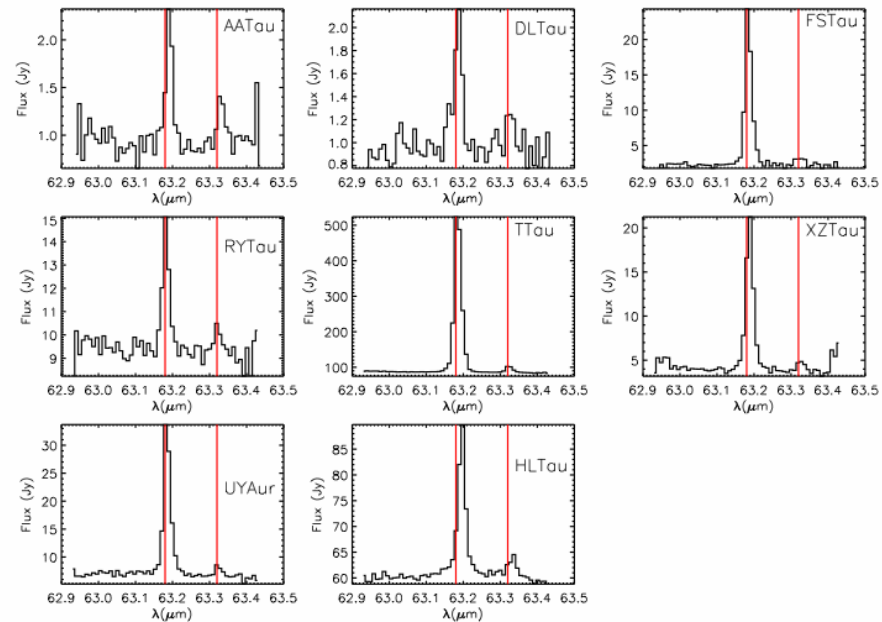 AATau
Flux (Jy)
2.0
1.5
1.0
62.9 63.0 63.1 63.2 63.3 63.4 63.5
λ(μm)
DLTau
Flux (Jy)
2.0
1.8
1.6
1.4
1.2
1.0
0.8
62.9 63.0 63.1 63.2 63.3 63.4 63.5
λ(μm)
FSTau
Flux (Jy)
20
15
10
5
62.9 63.0 63.1 63.2 63.3 63.4 63.5
λ(μm)
RYTau
Flux (Jy)
15
14
13
12
11
10
9
62.9 63.0 63.1 63.2 63.3 63.4 63.5
λ(μm)
TTau
Flux (Jy)
500
400
300
200
100
62.9 63.0 63.1 63.2 63.3 63.4 63.5
λ(μm)
XZTau
Flux (Jy)
20
15
10
5
62.9 63.0 63.1 63.2 63.3 63.4 63.5
λ(μm)
UYAur
Flux (Jy)
30
25
20
15
10
62.9 63.0 63.1 63.2 63.3 63.4 63.5
λ(μm)
HLTau
Flux (Jy)
85
80
75
70
65
60
62.9 63.0 63.1 63.2 63.3 63.4 63.5
λ(μm)